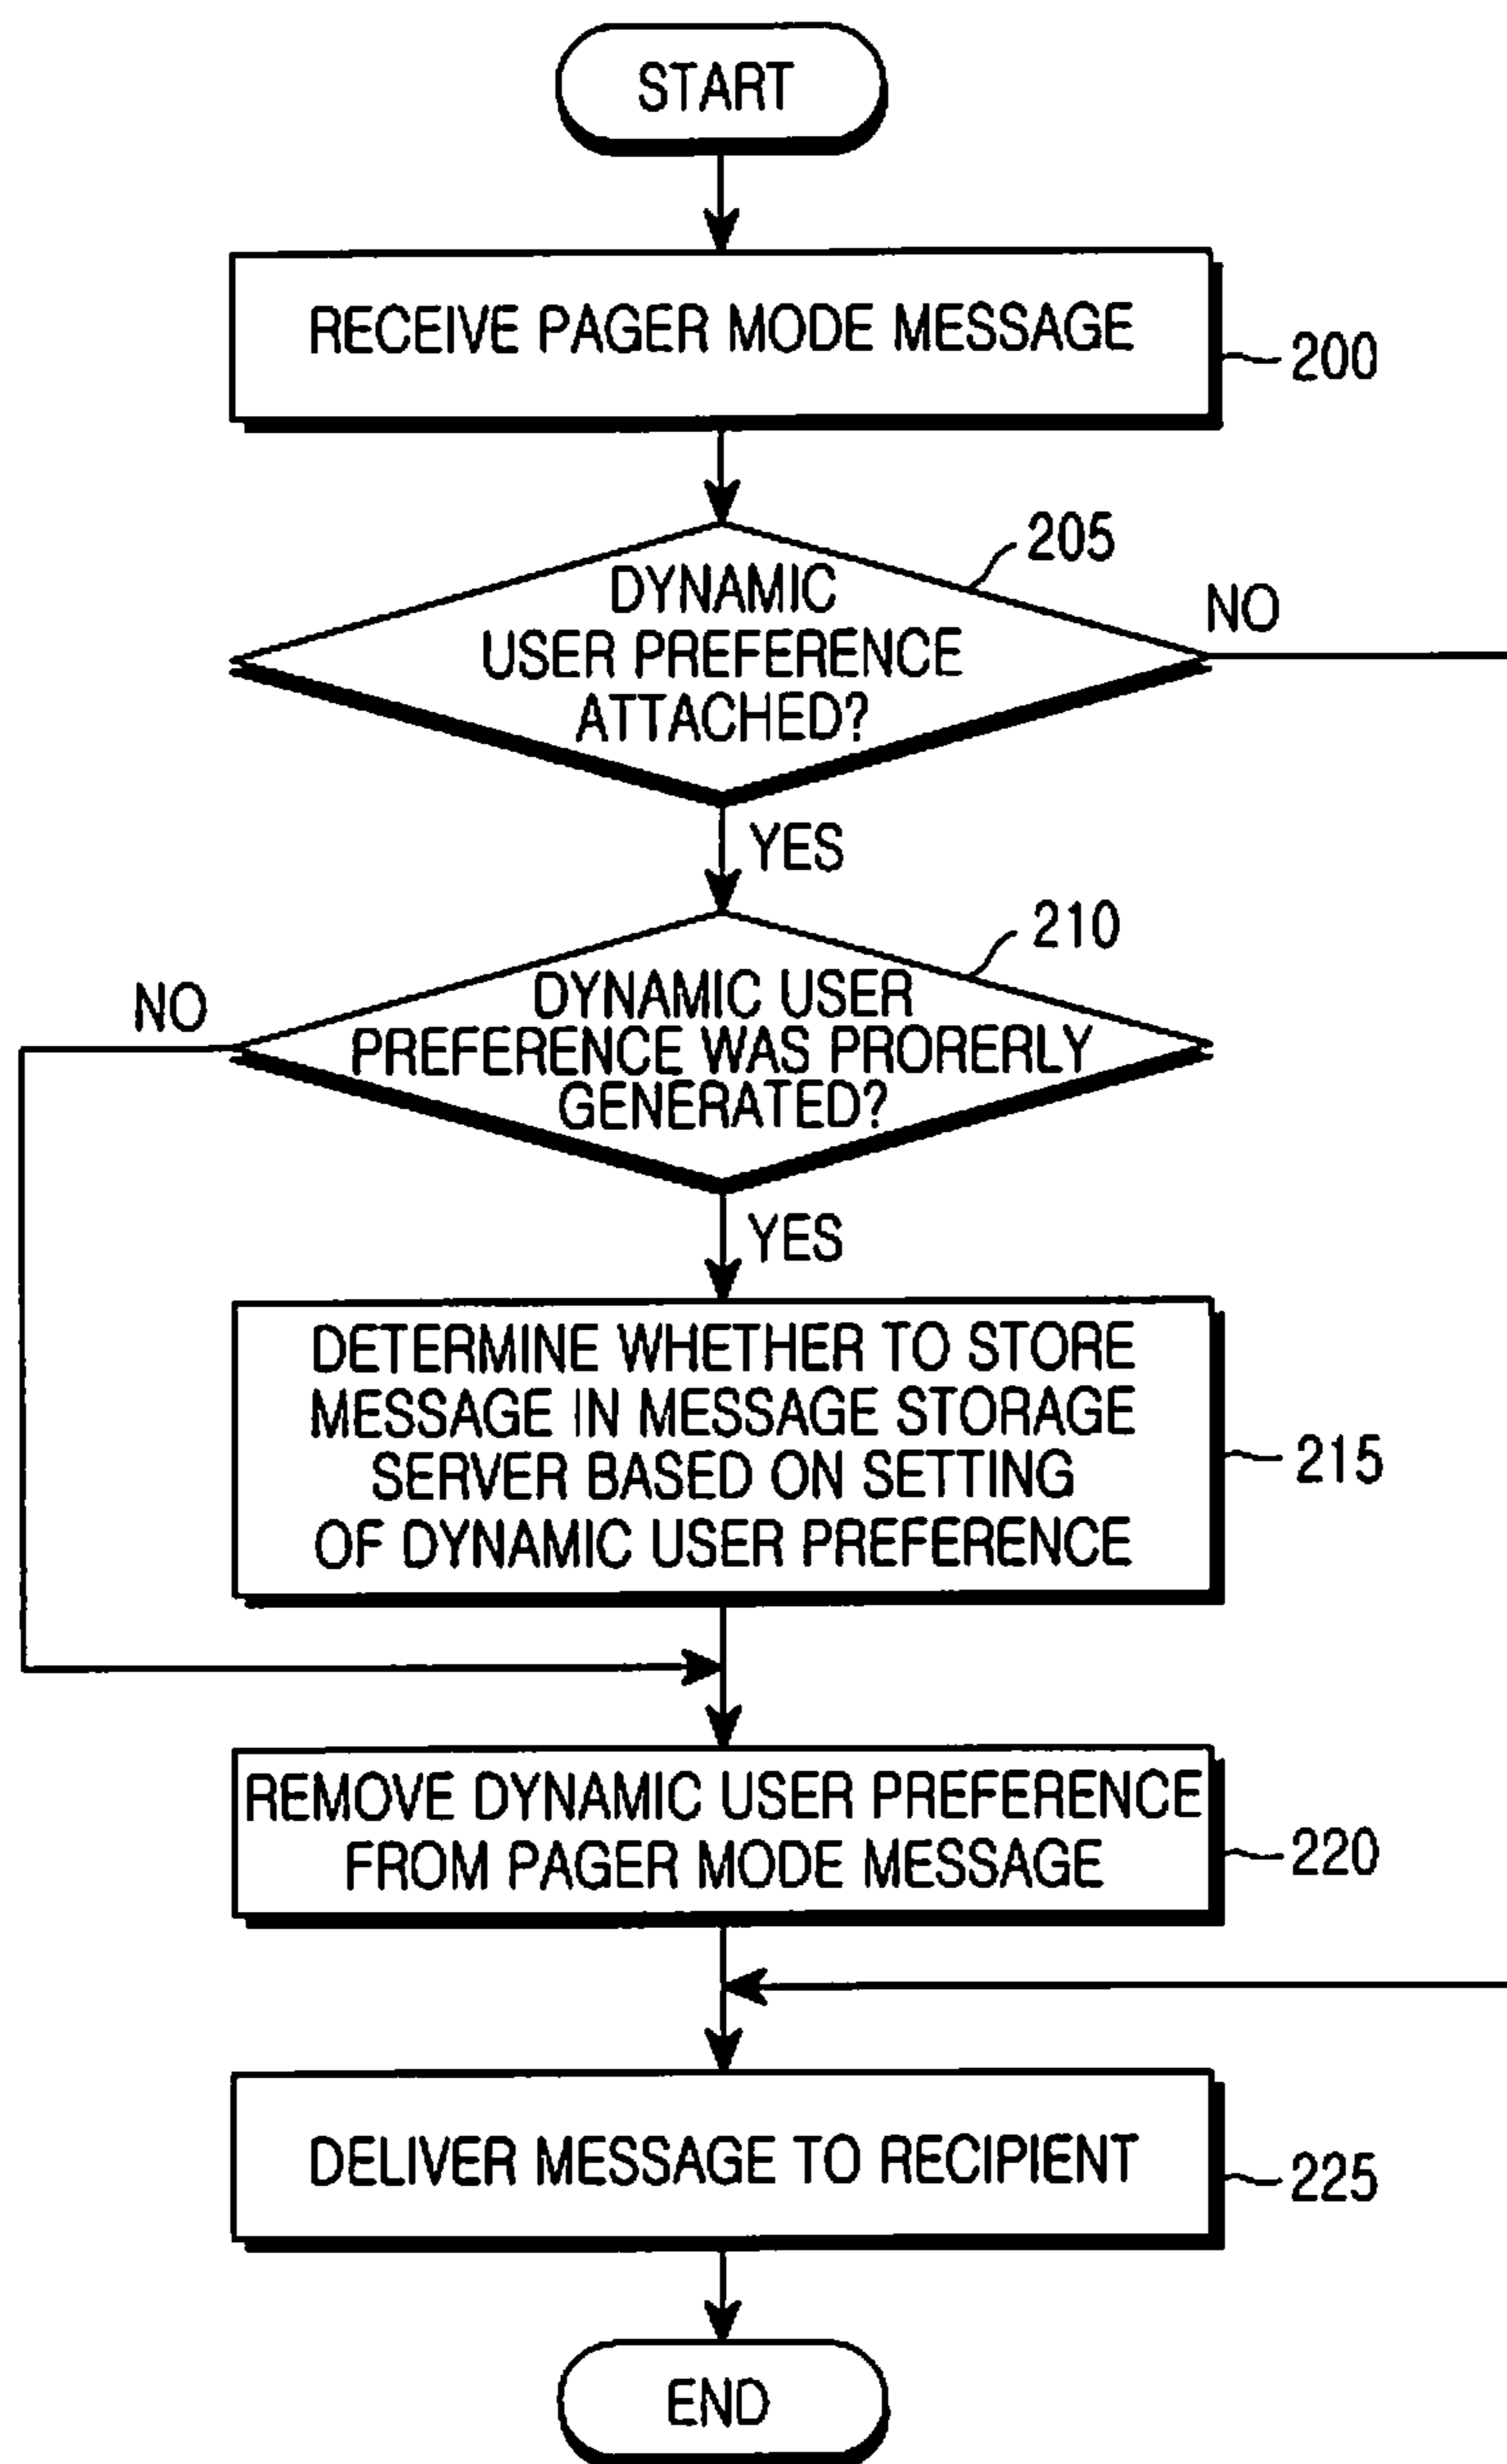 START
RECEIVE PAGER MODE MESSAGE
200
205
DYNAMIC
USER PREFERENCE
ATTACHED?
NO
YES
210
DYNAMIC USER
PREFERENCE WAS PRORERLY
GENERATED?
NO
YES
DETERMINE WHETHER TO STORE
MESSAGE IN MESSAGE STORAGE
SERVER BASED ON SETTING
OF DYNAMIC USER PREFERENCE
215
REMOVE DYNAMIC USER PREFERENCE
FROM PAGER MODE MESSAGE
220
DELIVER MESSAGE TO RECIPIENT
225
END